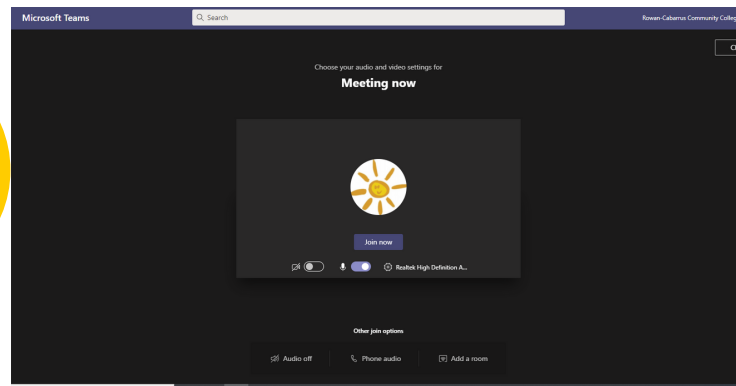 Microsoft Teams
Search
Rowan-Cabarrus Community Colleg
Choose your audio and video settings for
Meeting now
Join now
Realtek High Definition A...
Other join options
Audio off
Phone audio
Add a room